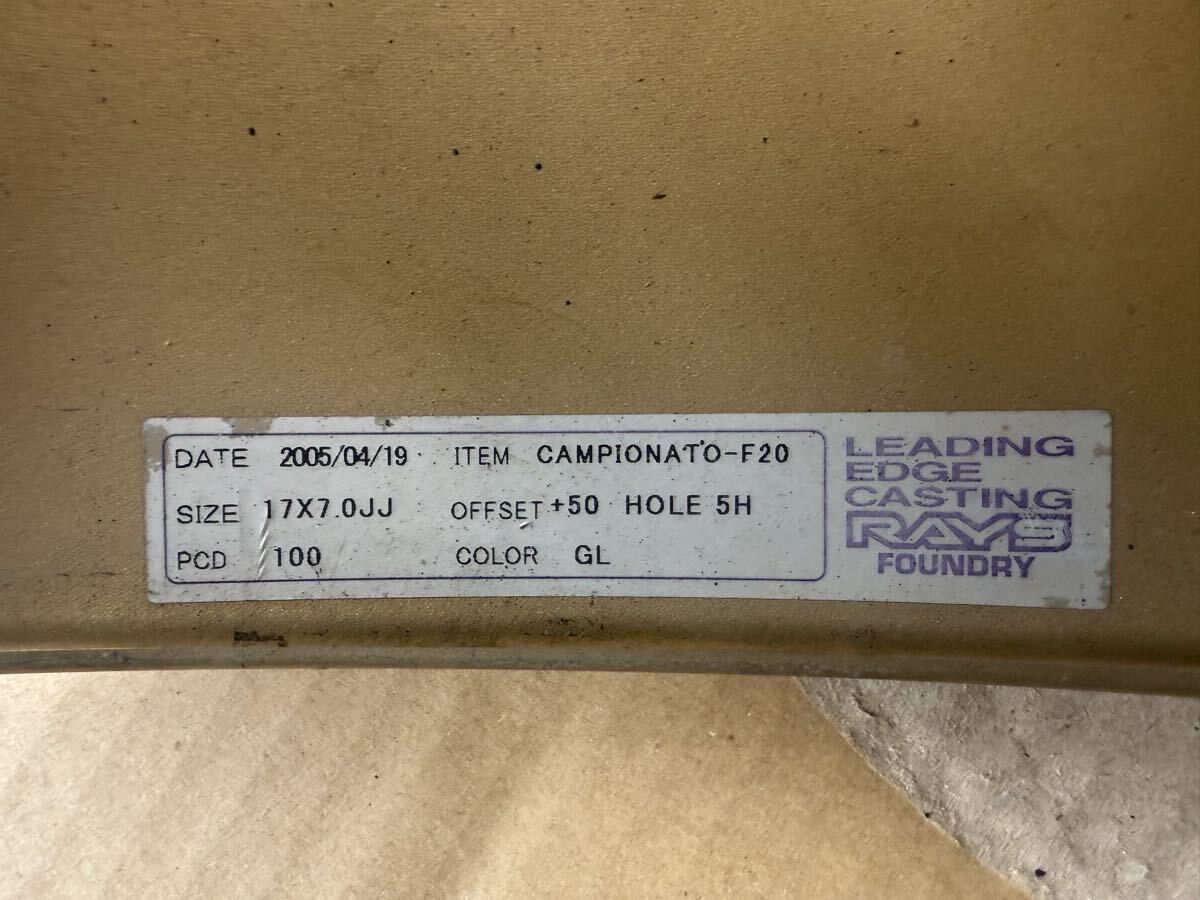 DATE 2005/04/19 ITEM CAMPIONATO-F20
SIZE 17X7.0JJ OFFSET +50 HOLE 5H
PCD 100 COLOR GL
LEADING
EDGE
CASTING
RAYS
FOUNDRY